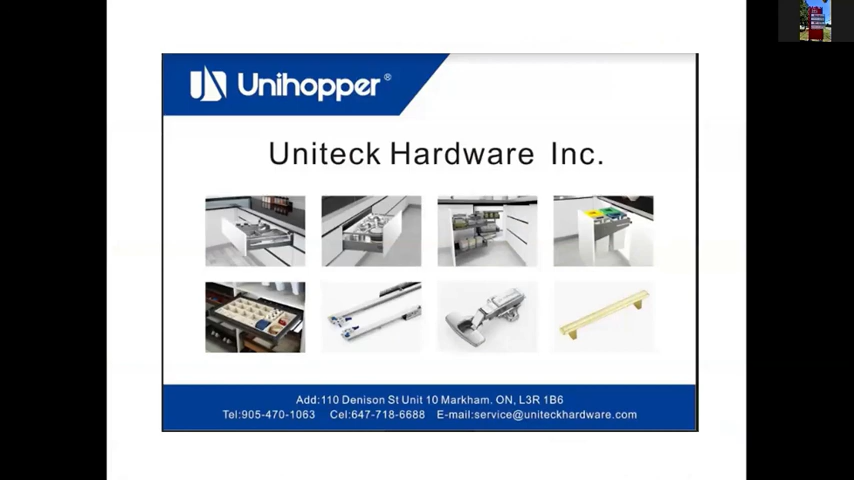 Unihopper®
Uniteck Hardware Inc.
Add:110 Denison St Unit 10 Markham. ON, L3R 1B6
Tel:905-470-1063 Cel:647-718-6688 E-mail:service@uniteckhardware.com